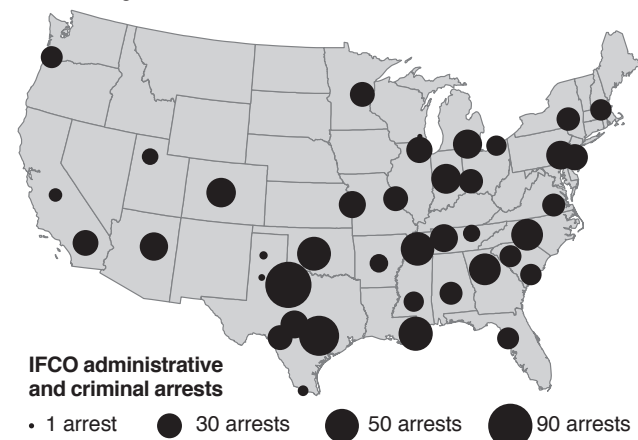 IFCO administrative
and criminal arrests
1 arrest 30 arrests 50 arrests 90 arrests